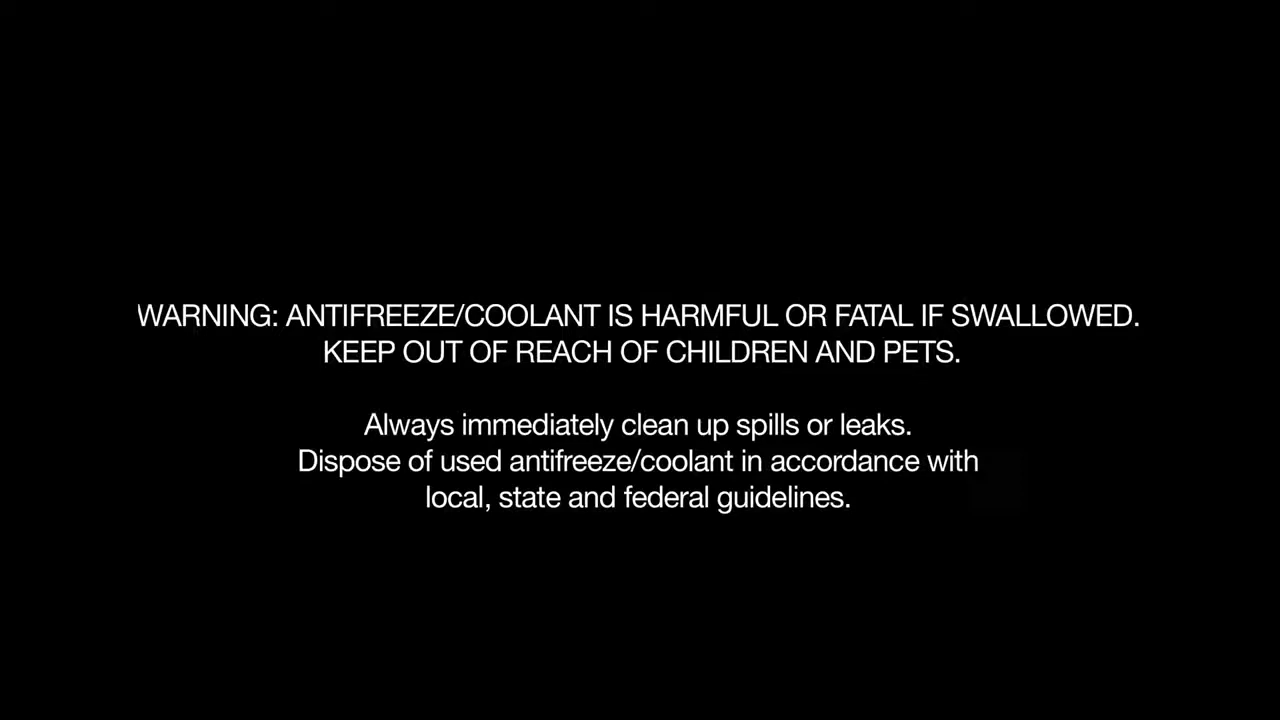 WARNING: ANTIFREEZE/COOLANT IS HARMFUL OR FATAL IF SWALLOWED.
KEEP OUT OF REACH OF CHILDREN AND PETS.
Always immediately clean up spills or leaks.
Dispose of used antifreeze/coolant in accordance with
local, state and federal guidelines.